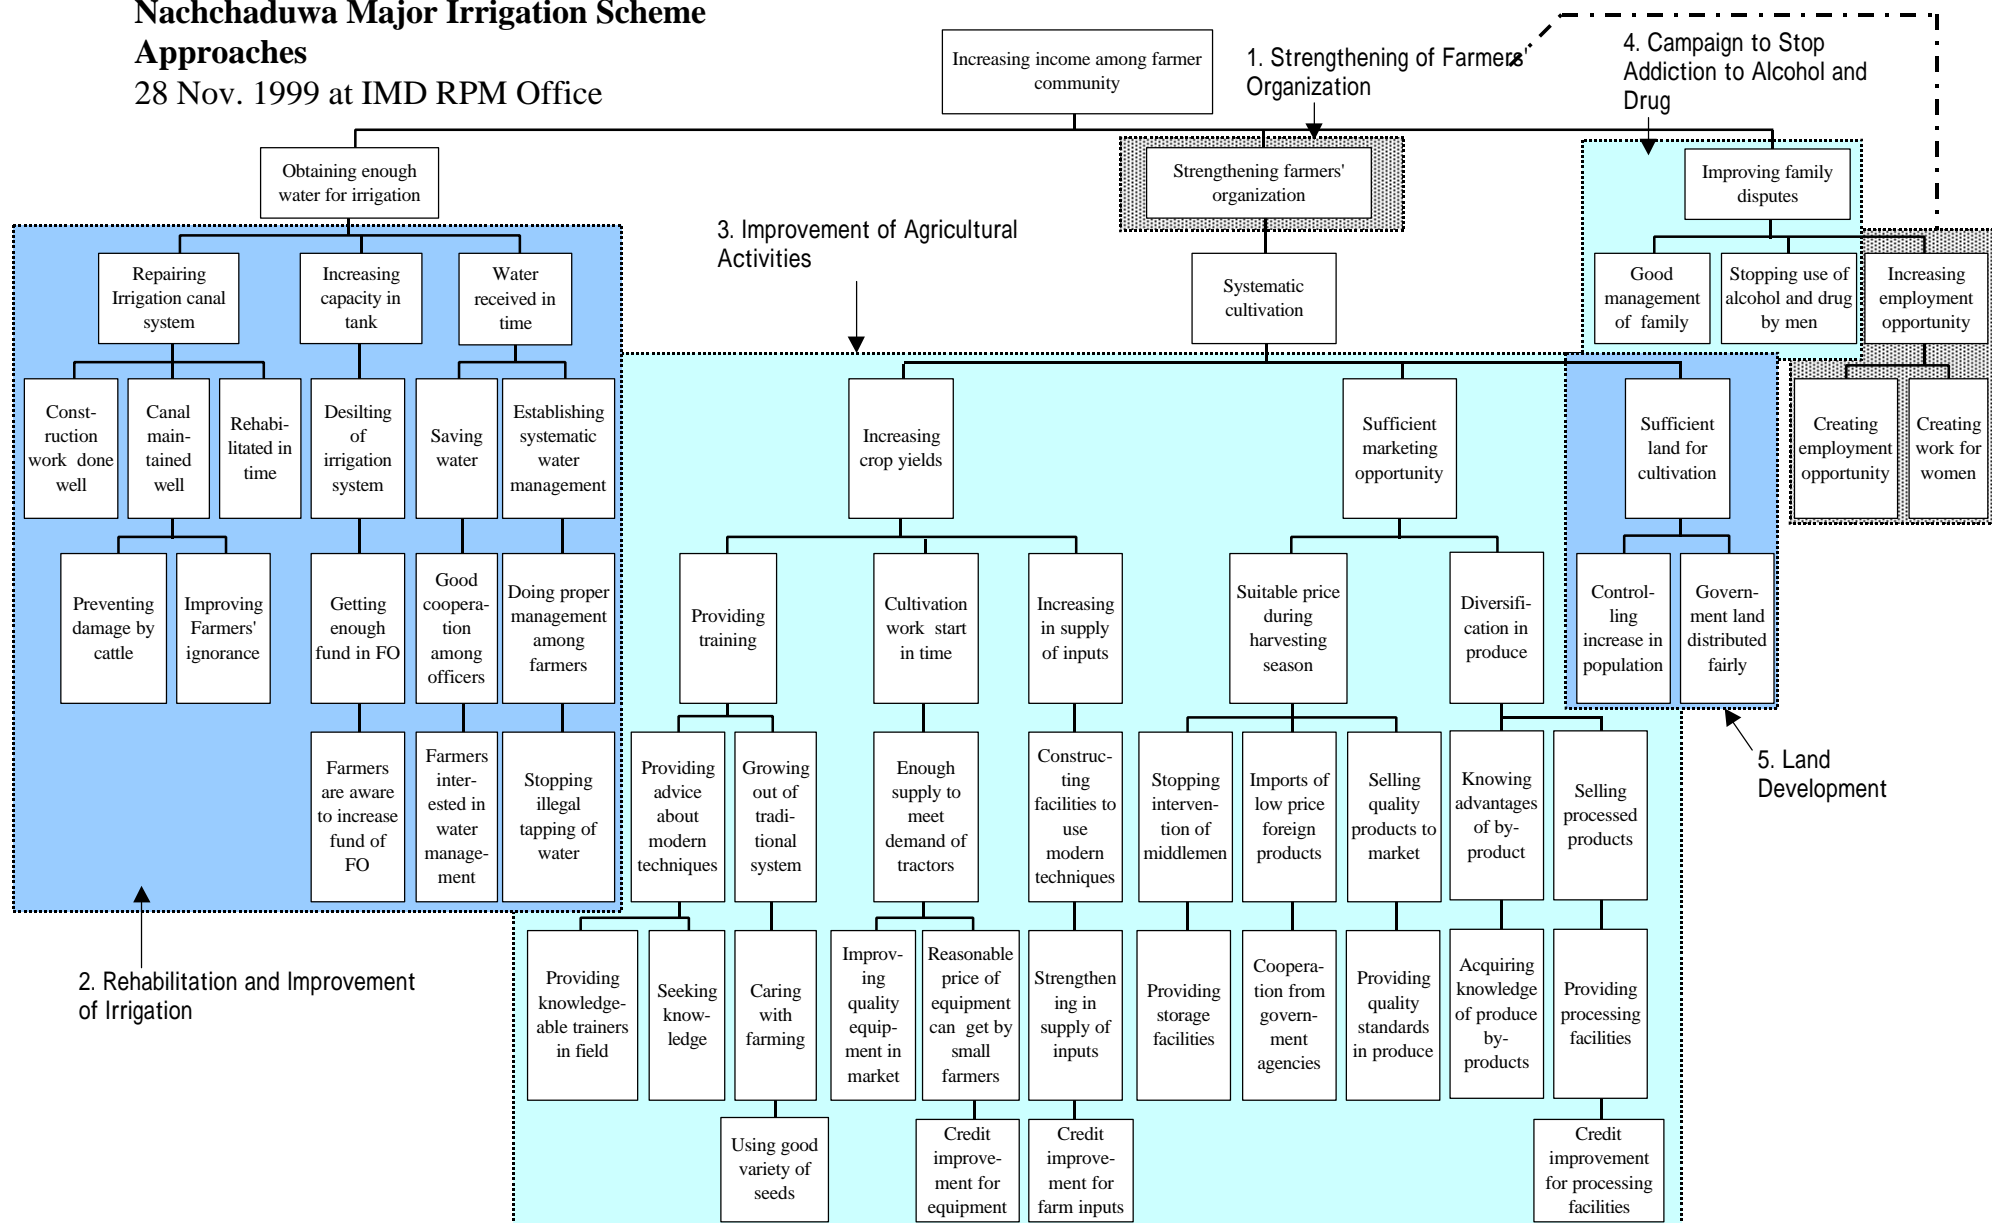 Nachchaduwa Major Irrigation Scheme
Approaches
28 Nov. 1999 at IMD RPM Office
Increasing income among farmer
community
1. Strengthening of Farmers'
Organization
4. Campaign to Stop
Addiction to Alcohol and
Drug
Obtaining enough
water for irrigation
Strengthening farmers'
organization
Improving family
disputes
3. Improvement of Agricultural
Activities
Repairing
Irrigation canal
system
Increasing
capacity in
tank
Water
received in
time
Systematic
cultivation
Good
management
of family
Stopping use of
alcohol and drug
by men
Increasing
employment
opportunity
Const-
ruction
work done
well
Canal
main-
tained
well
Rehabi-
litated in
time
Desilting
of
irrigation
system
Saving
water
Establishing
systematic
water
management
Increasing
crop yields
Sufficient
marketing
opportunity
Sufficient
land for
cultivation
Creating
employment
opportunity
Creating
work for
women
Preventing
damage by
cattle
Improving
Farmers'
ignorance
Getting
enough
fund in FO
Good
coopera-
tion
among
officers
Doing proper
management
among
farmers
Providing
training
Cultivation
work start
in time
Increasing
in supply
of inputs
Suitable price
during
harvesting
season
Diversifi-
cation in
produce
Control-
ling
increase in
population
Govern-
ment land
distributed
fairly
Farmers
are aware
to increase
fund of
FO
Farmers
inter-
ested in
water
manage-
ment
Stopping
illegal
tapping of
water
Providing
advice
about
modern
techniques
Growing
out of
tradi-
tional
system
Enough
supply to
meet
demand of
tractors
Construc-
ting
facilities to
use
modern
techniques
Stopping
interven-
tion of
middlemen
Imports of
low price
foreign
products
Selling
quality
products to
market
Knowing
advantages
of by-
product
Selling
processed
products
5. Land
Development
2. Rehabilitation and Improvement
of Irrigation
Providing
knowledge-
able trainers
in field
Seeking
know-
ledge
Caring
with
farming
Improv-
ing
quality
equip-
ment in
market
Reasonable
price of
equipment
can get by
small
farmers
Strengthen
ing in
supply of
inputs
Providing
storage
facilities
Coopera-
tion from
govern-
ment
agencies
Providing
quality
standards
in produce
Acquiring
knowledge
of produce
by-
products
Providing
processing
facilities
Using good
variety of
seeds
Credit
improve-
ment for
equipment
Credit
improve-
ment for
farm inputs
Credit
improvement
for processing
facilities